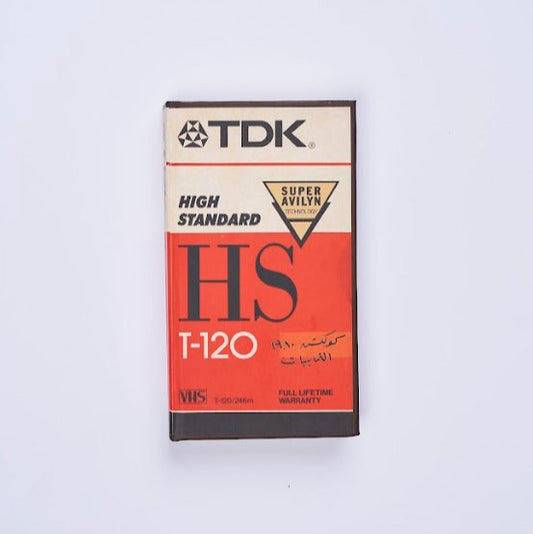 TDK®
HIGH
STANDARD
SUPER
AVILYN
TECHNOLOGY
HS
T-120
كوكتيل ١٩٨٠
VHS T-120/246m
FULL LIFETIME
WARRANTY